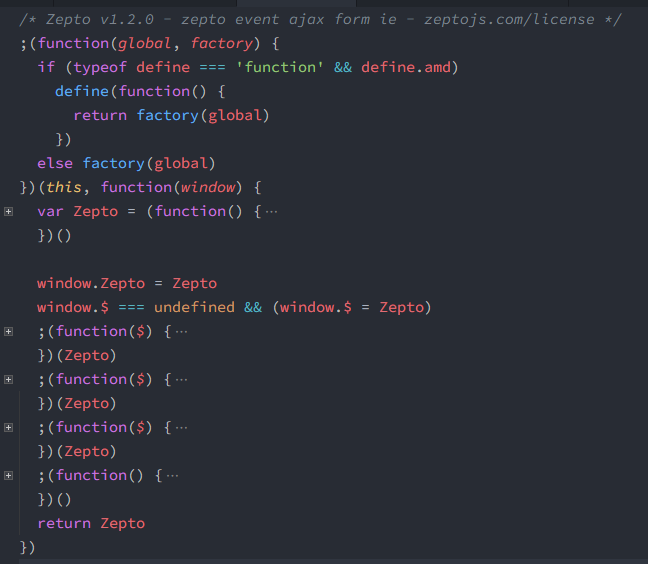 /* Zepto v1.2.0 - zepto event ajax form ie - zeptojs.com/license */
;(function(global, factory) {
  if (typeof define === 'function' && define.amd)
    define(function() {
      return factory(global)
    })
  else factory(global)
})(this, function(window) {
  var Zepto = (function() {⋯
  })()

  window.Zepto = Zepto
  window.$ === undefined && (window.$ = Zepto)
  ;(function($) {⋯
  })(Zepto)
  ;(function($) {⋯
  })(Zepto)
  ;(function($) {⋯
  })(Zepto)
  ;(function() {⋯
  })()
  return Zepto
})